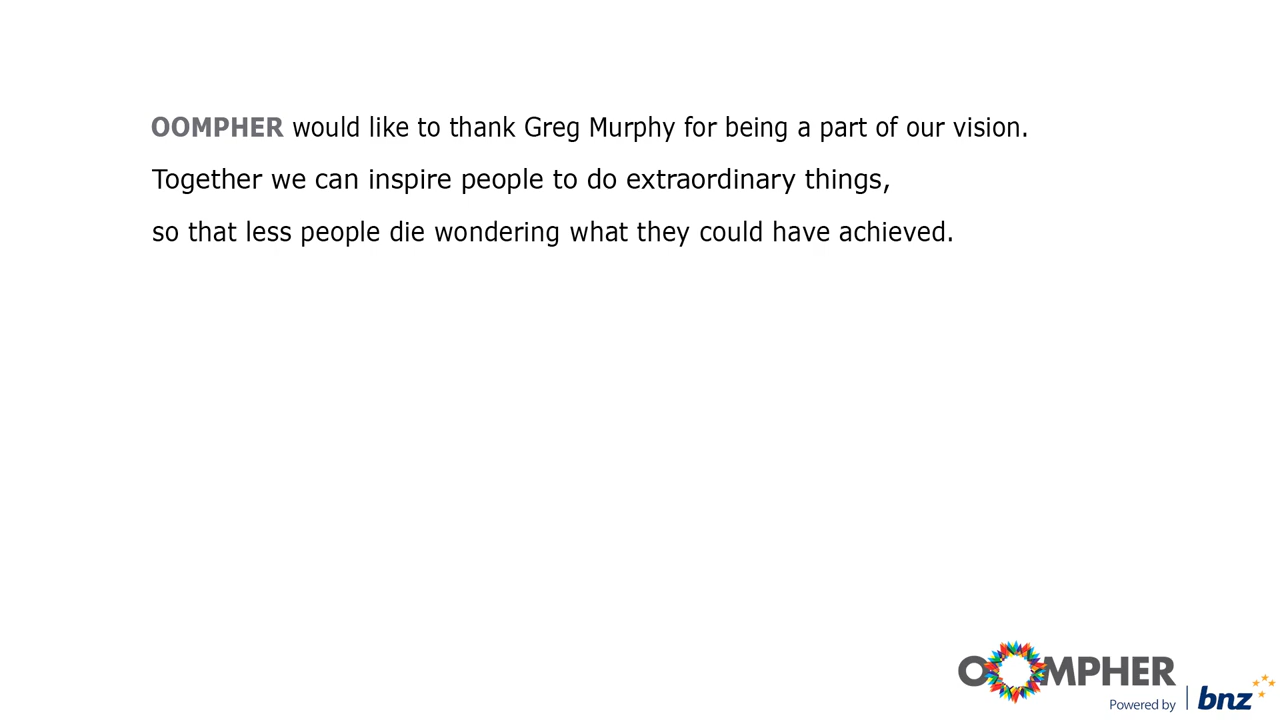 OOMPHER would like to thank Greg Murphy for being a part of our vision.
Together we can inspire people to do extraordinary things,
so that less people die wondering what they could have achieved.
OOMPHER
Powered by | bnz